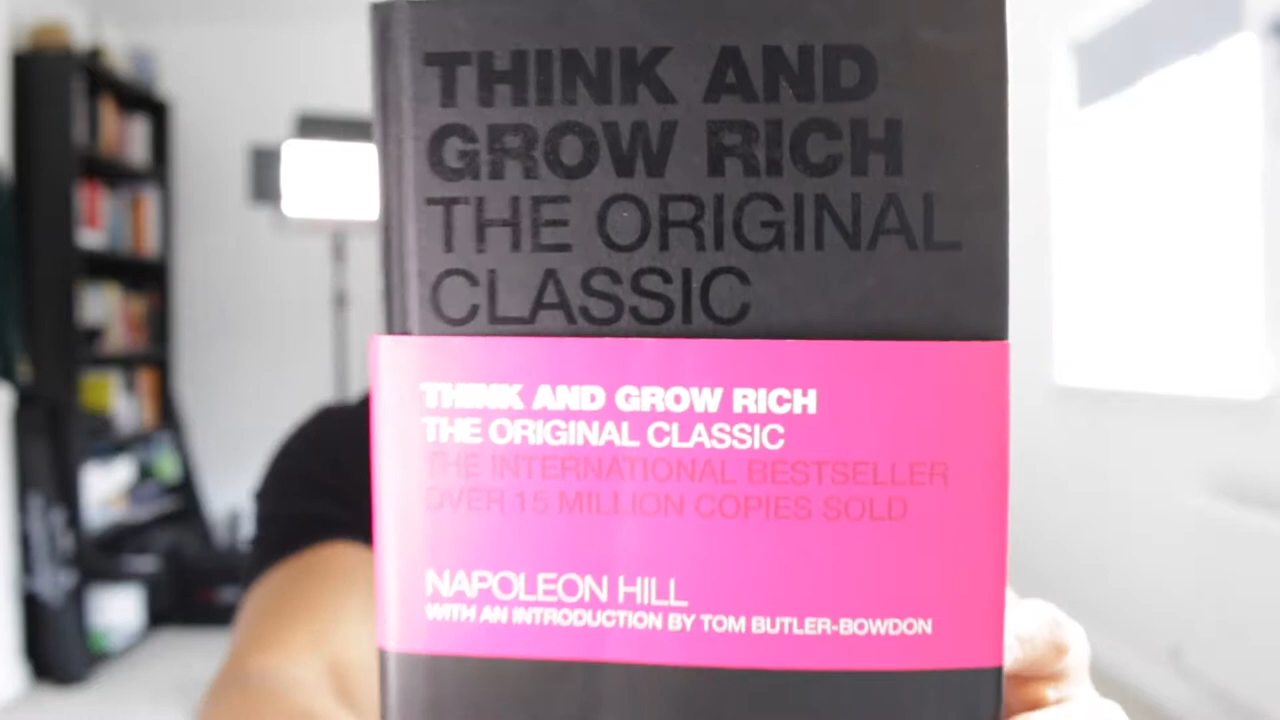 THINK AND
GROW RICH
THE ORIGINAL
CLASSIC
THINK AND GROW RICH
THE ORIGINAL CLASSIC
THE INTERNATIONAL BESTSELLER
OVER 15 MILLION COPIES SOLD
NAPOLEON HILL
WITH AN INTRODUCTION BY TOM BUTLER-BOWDON